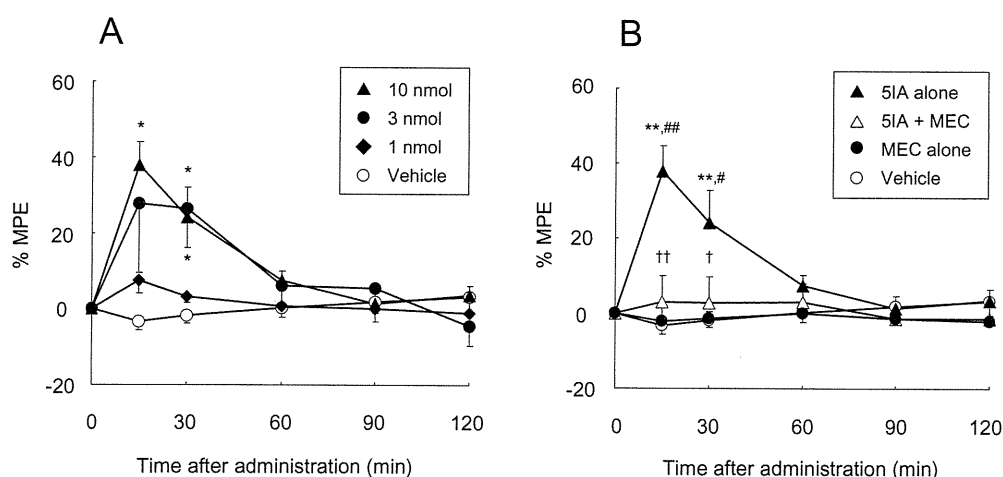 A
60
40
20
0
-20
% MPE
10 nmol
3 nmol
1 nmol
Vehicle
*
*
*
0 30 60 90 120
Time after administration (min)
B
60
40
20
0
-20
% MPE
5IA alone
5IA + MEC
MEC alone
Vehicle
**,##
**,#
†† †
0 30 60 90 120
Time after administration (min)